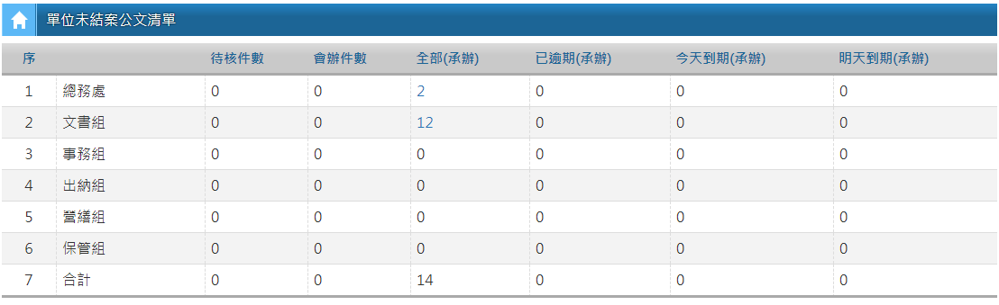 單位未結案公文清單
序 待核件數 會辦件數 全部(承辦) 已逾期(承辦) 今天到期(承辦) 明天到期(承辦)
1 總務處 0 0 2 0 0 0
2 文書組 0 0 12 0 0 0
3 事務組 0 0 0 0 0 0
4 出納組 0 0 0 0 0 0
5 營繕組 0 0 0 0 0 0
6 保管組 0 0 0 0 0 0
7 合計 0 0 14 0 0 0